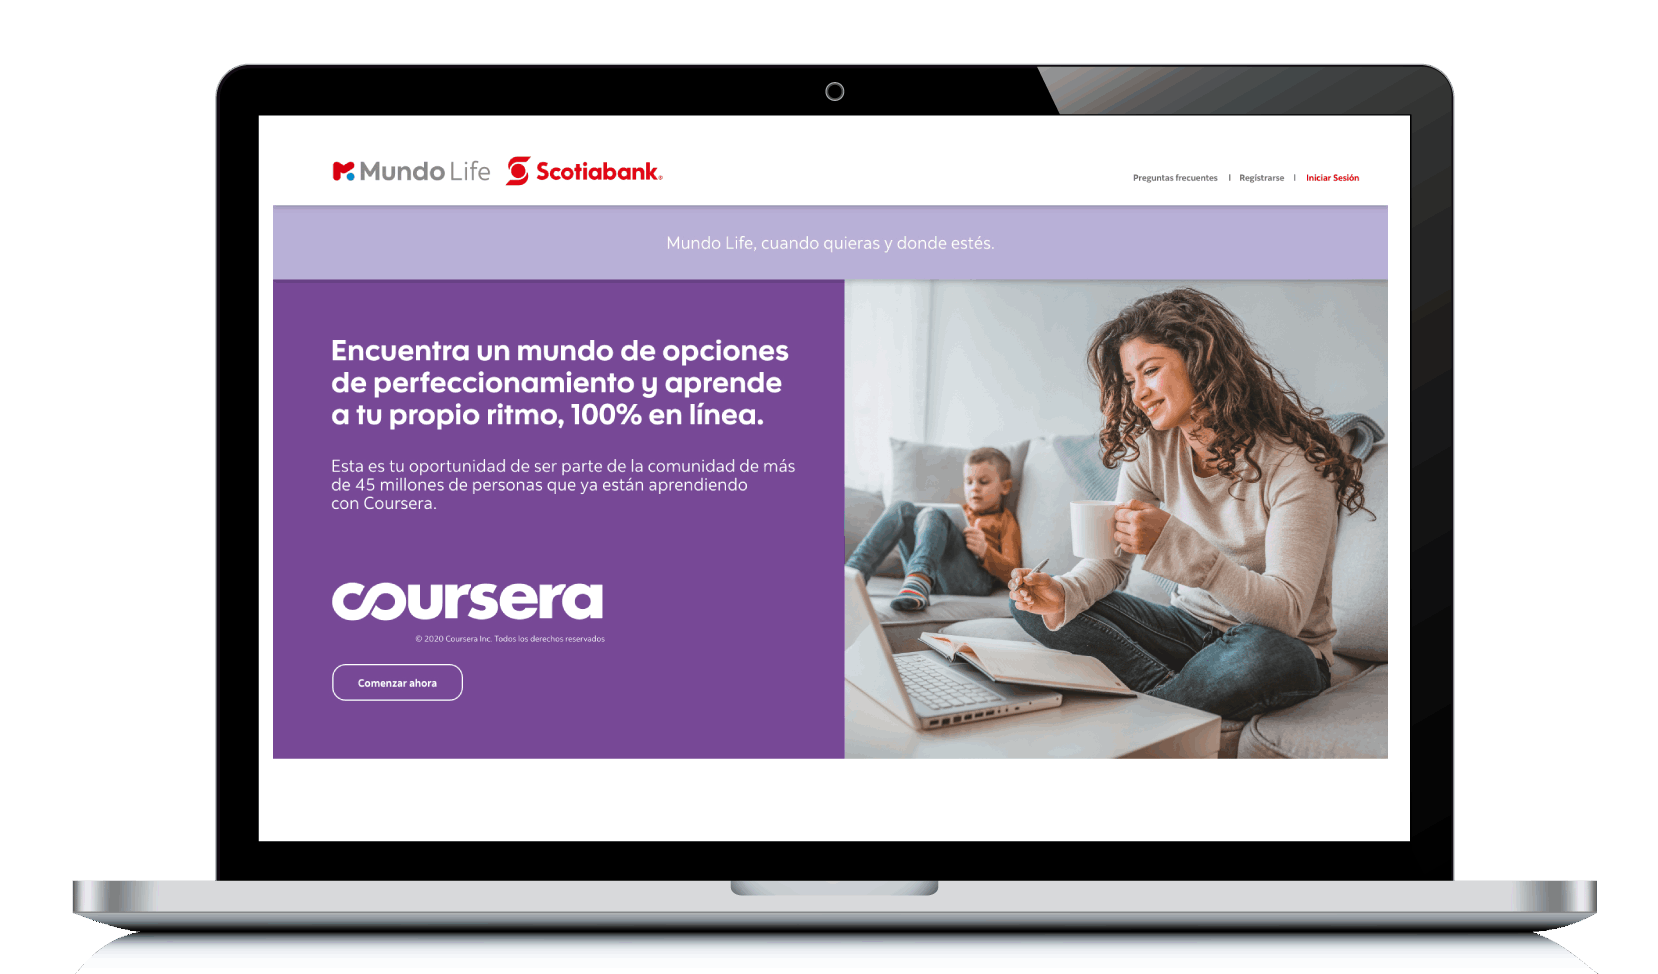 Mundo Life Scotiabank®
Preguntas frecuentes | Registrarse | Iniciar Sesión
Mundo Life, cuando quieras y donde estés.
Encuentra un mundo de opciones
de perfeccionamiento y aprende
a tu propio ritmo, 100% en línea.
Esta es tu oportunidad de ser parte de la comunidad de más
de 45 millones de personas que ya están aprendiendo
con Coursera.
coursera
© 2020 Coursera Inc. Todos los derechos reservados
Comenzar ahora